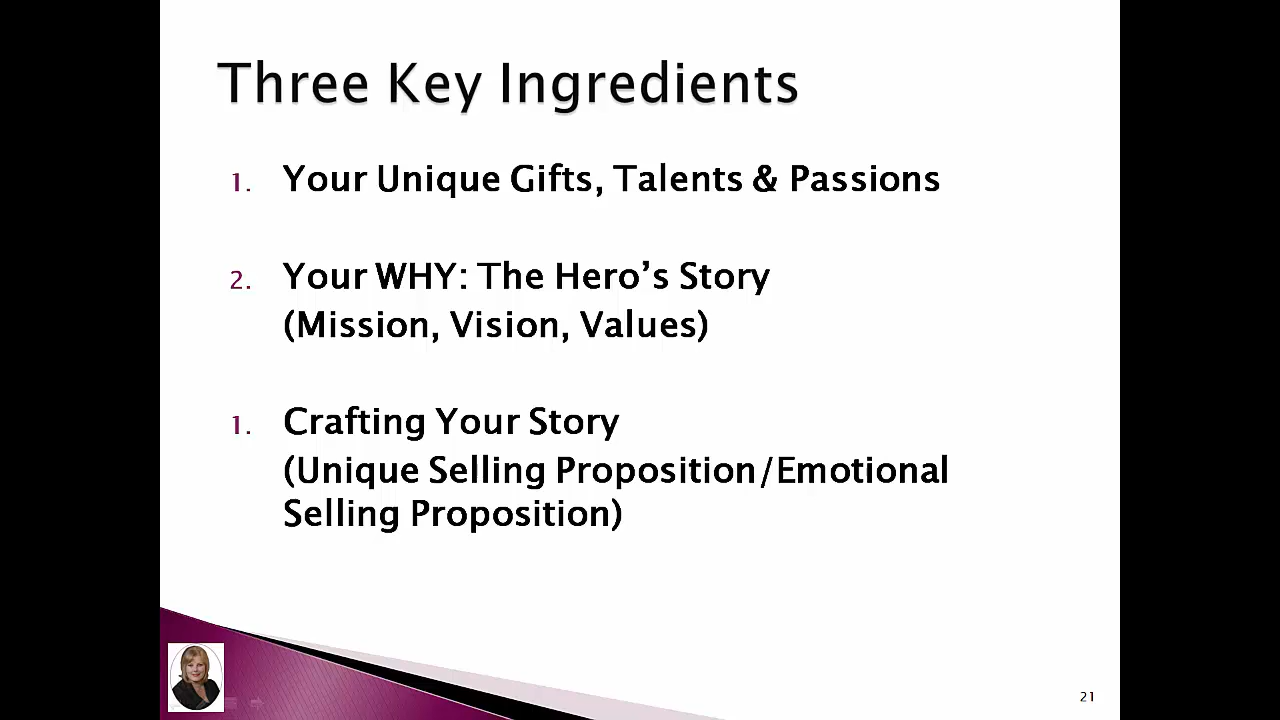 Three Key Ingredients
1. Your Unique Gifts, Talents & Passions
2. Your WHY: The Hero’s Story
(Mission, Vision, Values)
1. Crafting Your Story
(Unique Selling Proposition/Emotional
Selling Proposition)
21